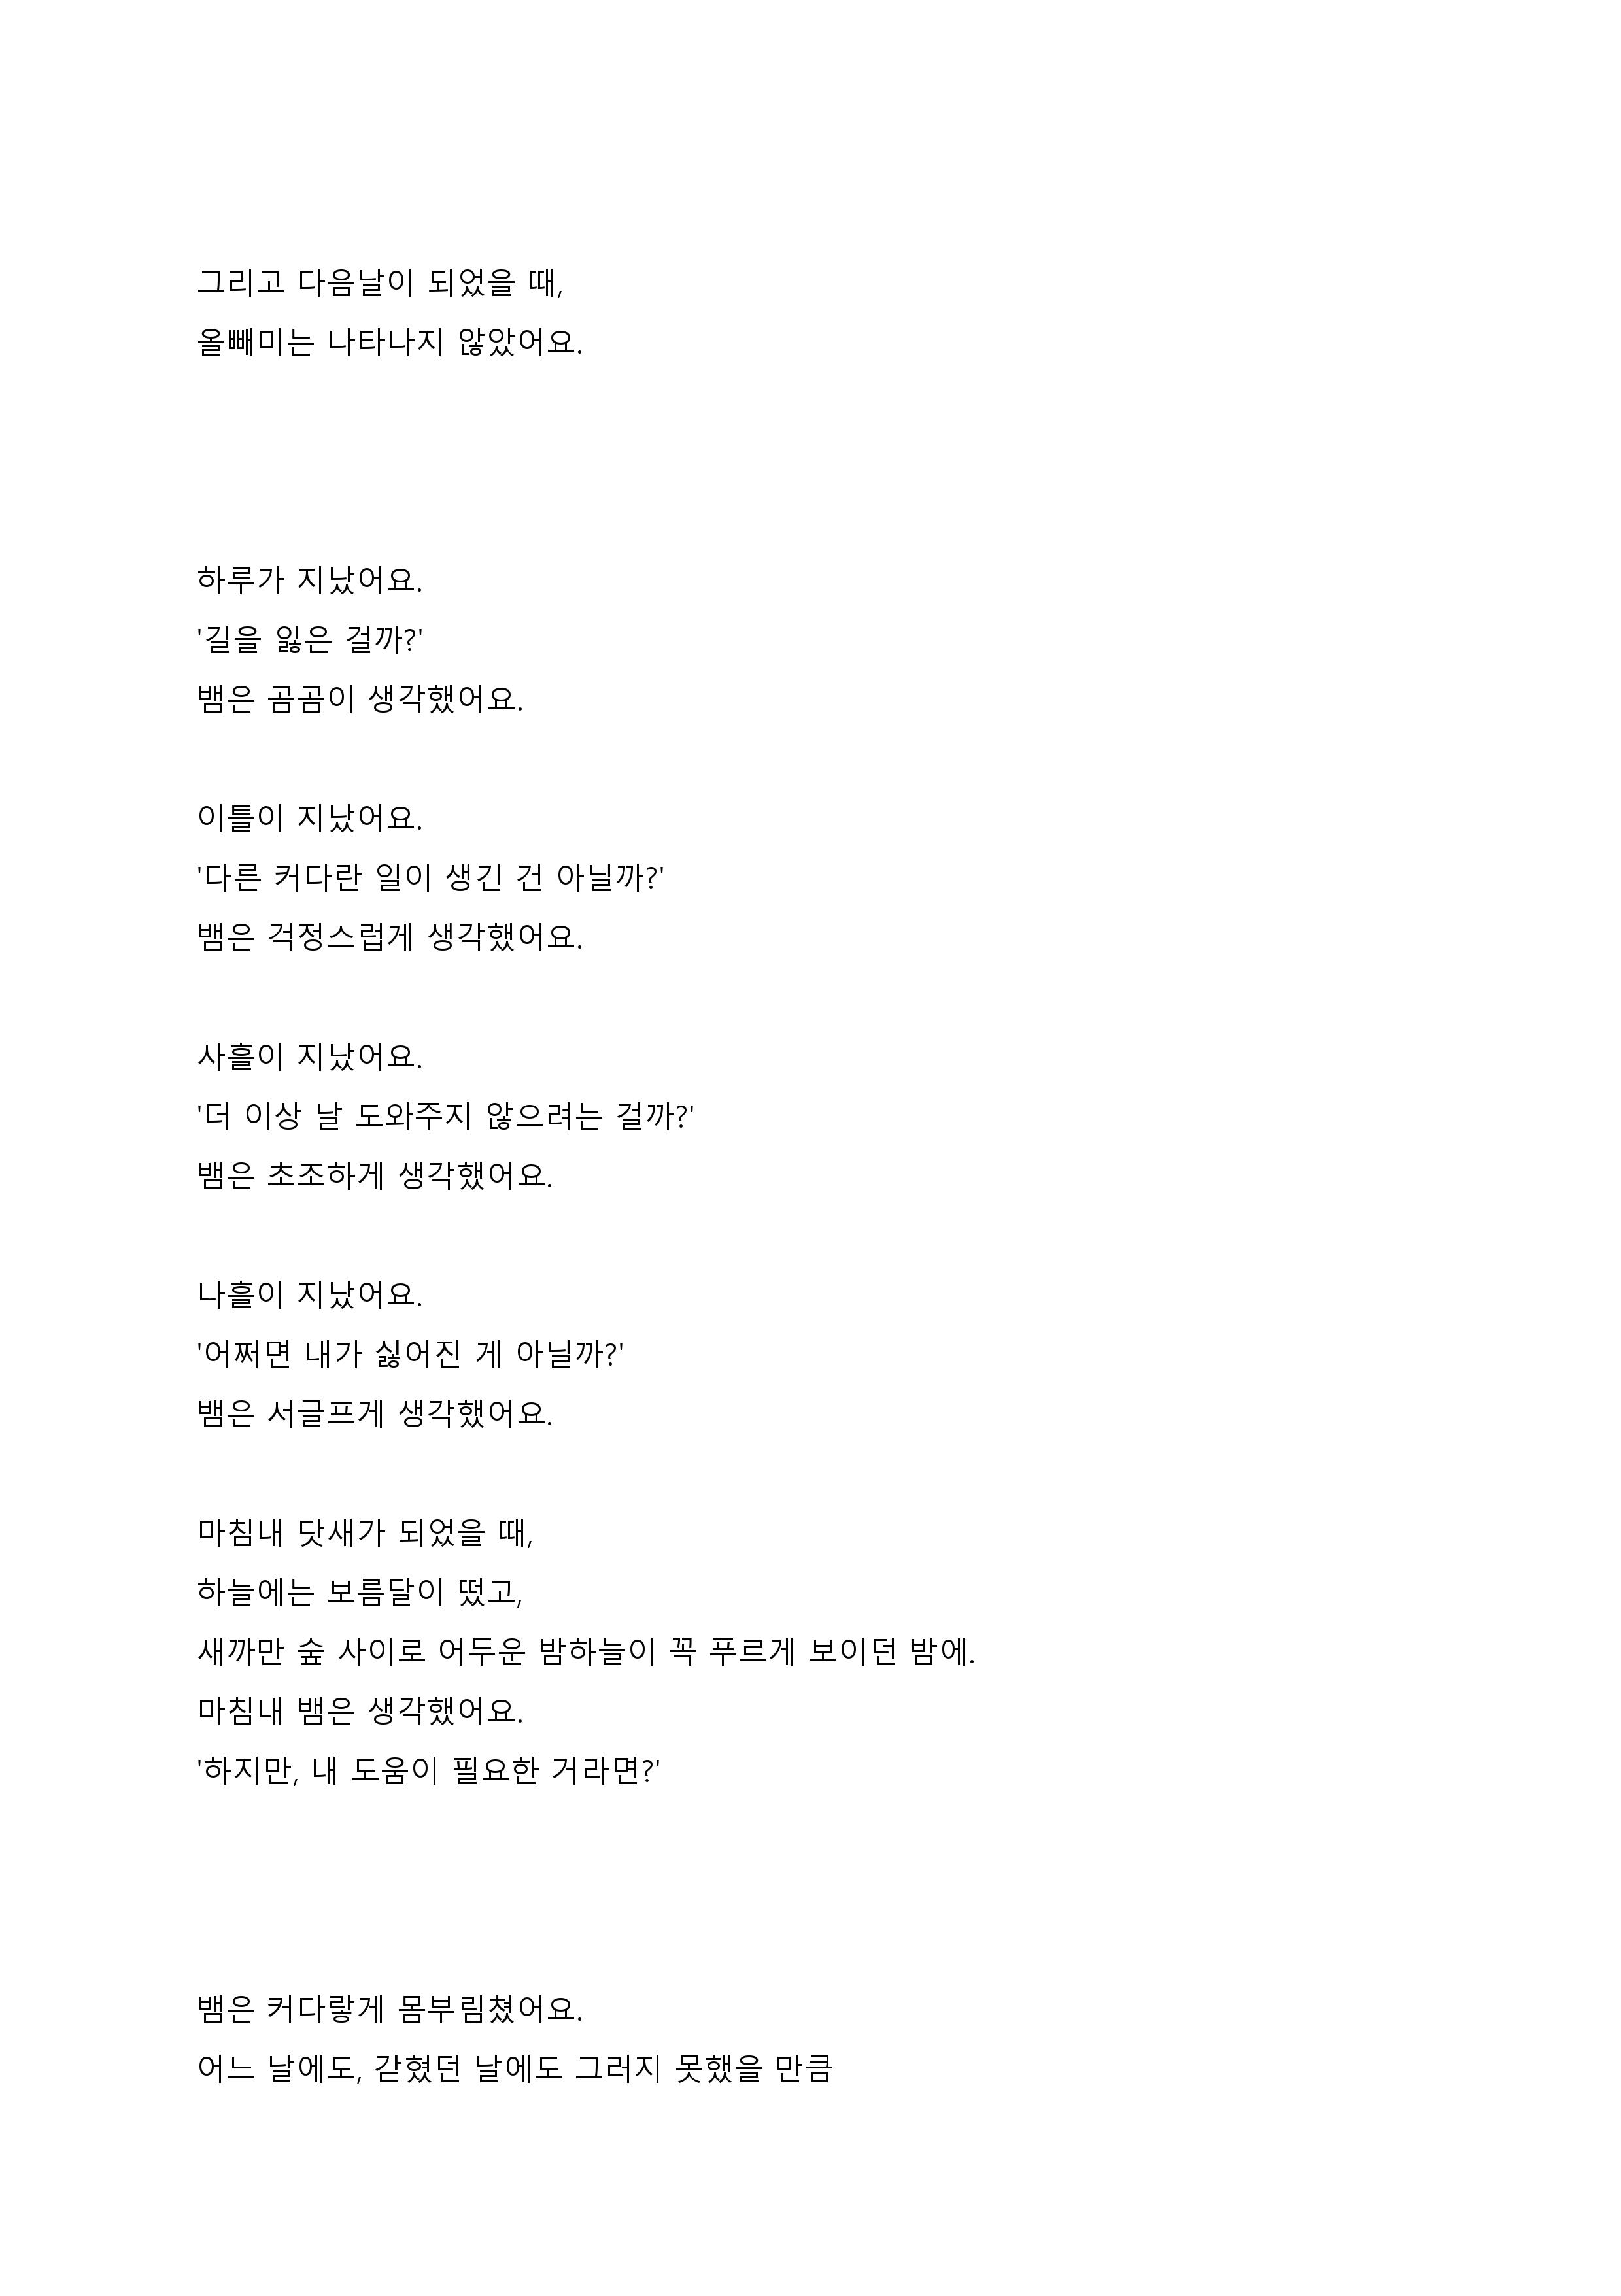 그리고 다음날이 되었을 때,
올빼미는 나타나지 않았어요.
하루가 지났어요.
'길을 잃은 걸까?'
뱀은 곰곰이 생각했어요.
이틀이 지났어요.
'다른 커다란 일이 생긴 건 아닐까?'
뱀은 걱정스럽게 생각했어요.
사흘이 지났어요.
'더 이상 날 도와주지 않으려는 걸까?'
뱀은 초조하게 생각했어요.
나흘이 지났어요.
'어쩌면 내가 싫어진 게 아닐까?'
뱀은 서글프게 생각했어요.
마침내 닷새가 되었을 때,
하늘에는 보름달이 떴고,
새까만 숲 사이로 어두운 밤하늘이 꼭 푸르게 보이던 밤에.
마침내 뱀은 생각했어요.
'하지만, 내 도움이 필요한 거라면?'
뱀은 커다랗게 몸부림쳤어요.
어느 날에도, 갇혔던 날에도 그러지 못했을 만큼